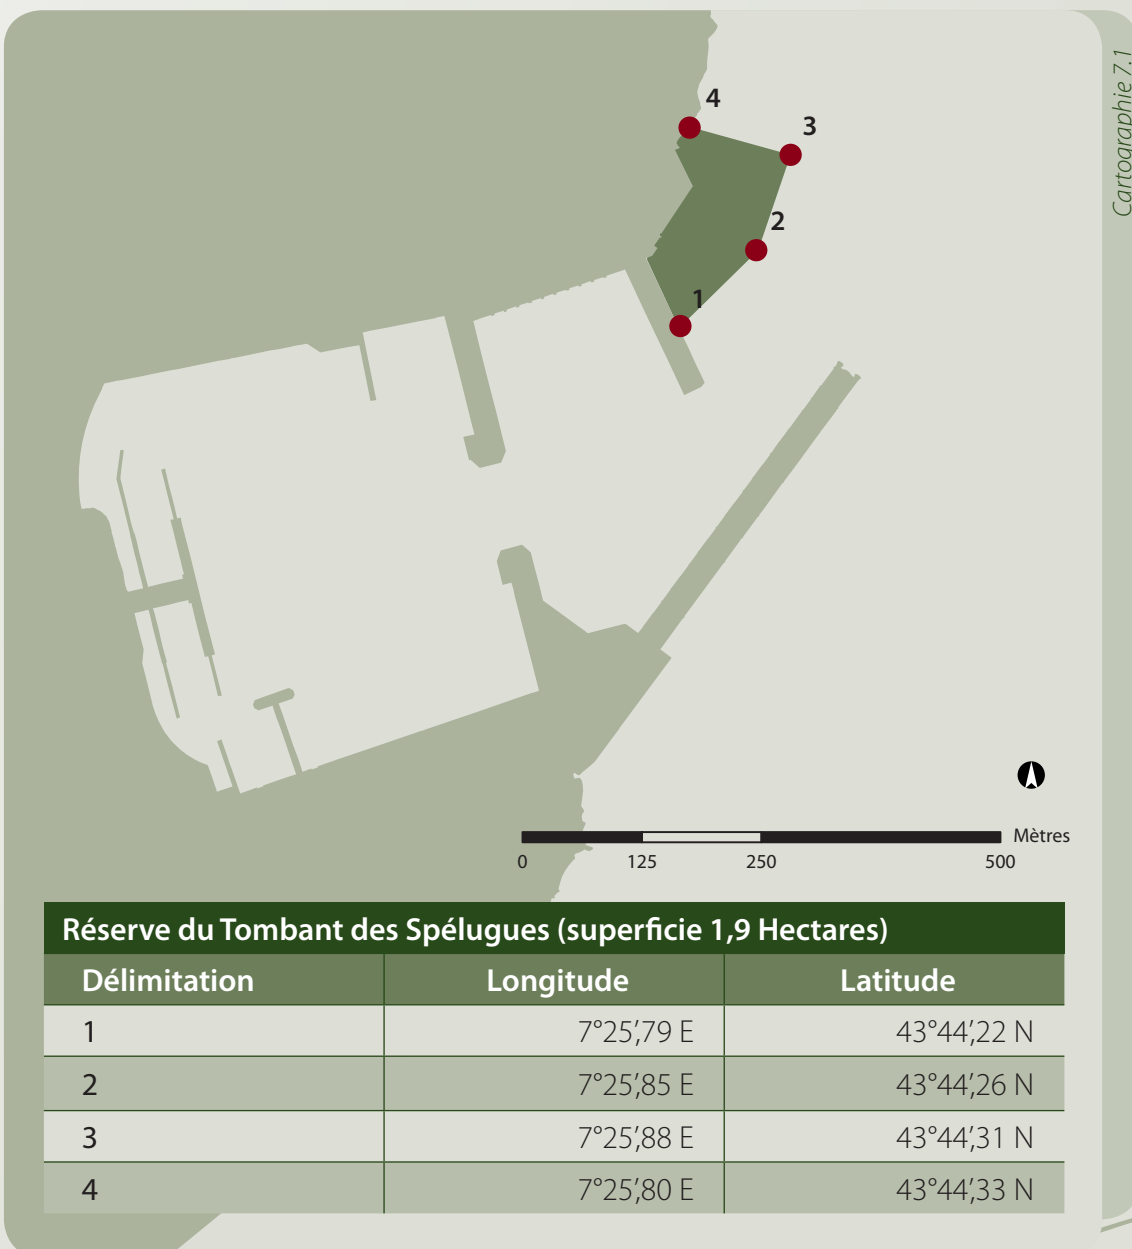 Cartographie 7.1
4
3
2
1
Mètres
0 125 250 500
Réserve du Tombant des Spélugues (superficie 1,9 Hectares)
Délimitation Longitude Latitude
1 7°25',79 E 43°44',22 N
2 7°25',85 E 43°44',26 N
3 7°25',88 E 43°44',31 N
4 7°25',80 E 43°44',33 N